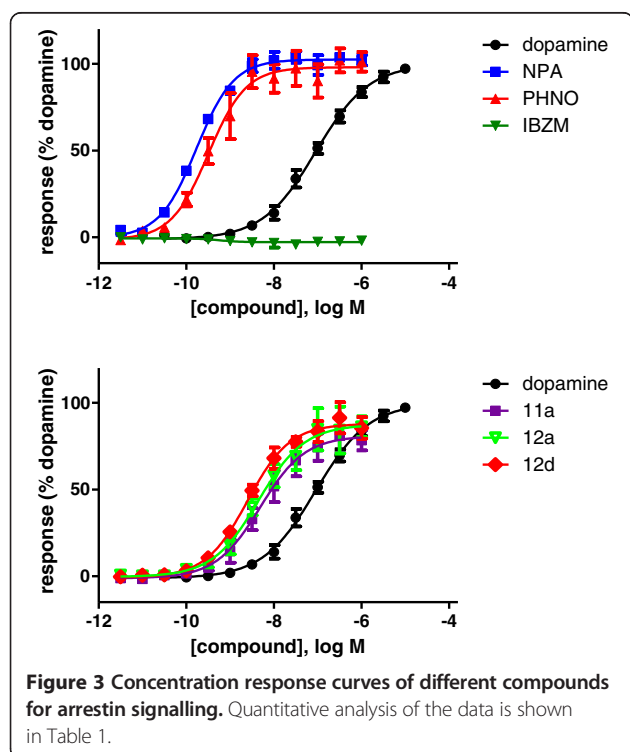 100
50
0
response (% dopamine)
-12 -10 -8 -6 -4
[compound], log M
dopamine
NPA
PHNO
IBZM
100
50
0
response (% dopamine)
-12 -10 -8 -6 -4
[compound], log M
dopamine
11a
12a
12d
Figure 3 Concentration response curves of different compounds
for arrestin signalling. Quantitative analysis of the data is shown
in Table 1.